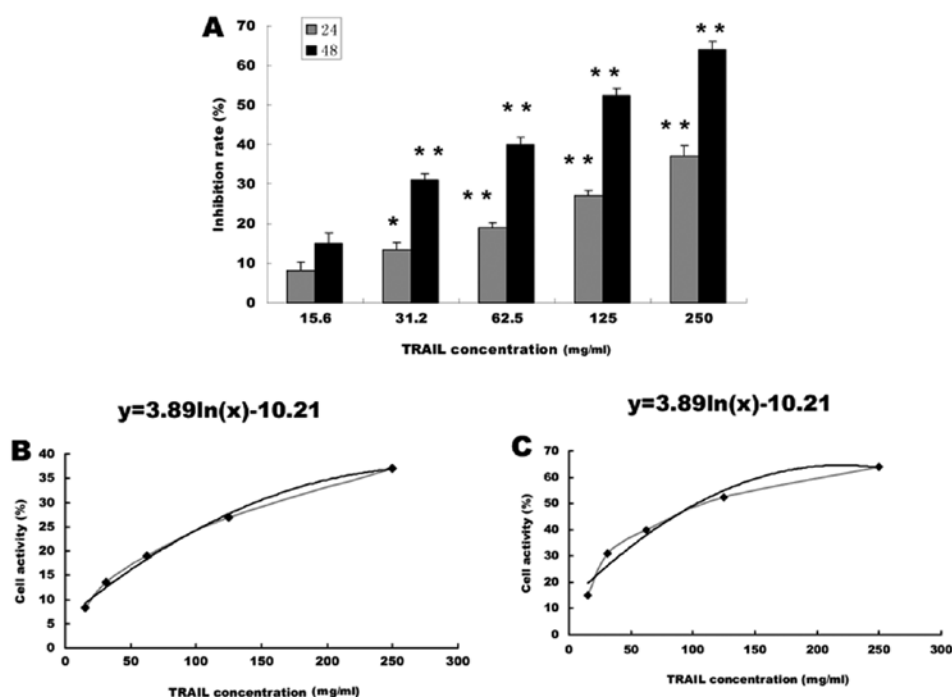 A
24
48
70
60
50
40
30
20
10
0
Inhibition rate (%)
* *
* *
* *
* *
* *
* *
* *
*
15.6 31.2 62.5 125 250
TRAIL concentration (mg/ml)
y=3.89ln(x)-10.21
B
40
35
30
25
20
15
10
5
0
Cell activity (%)
0 50 100 150 200 250 300
TRAIL concentration (mg/ml)
y=3.89ln(x)-10.21
C
70
60
50
40
30
20
10
0
Cell activity (%)
0 50 100 150 200 250 300
TRAIL concentration (mg/ml)